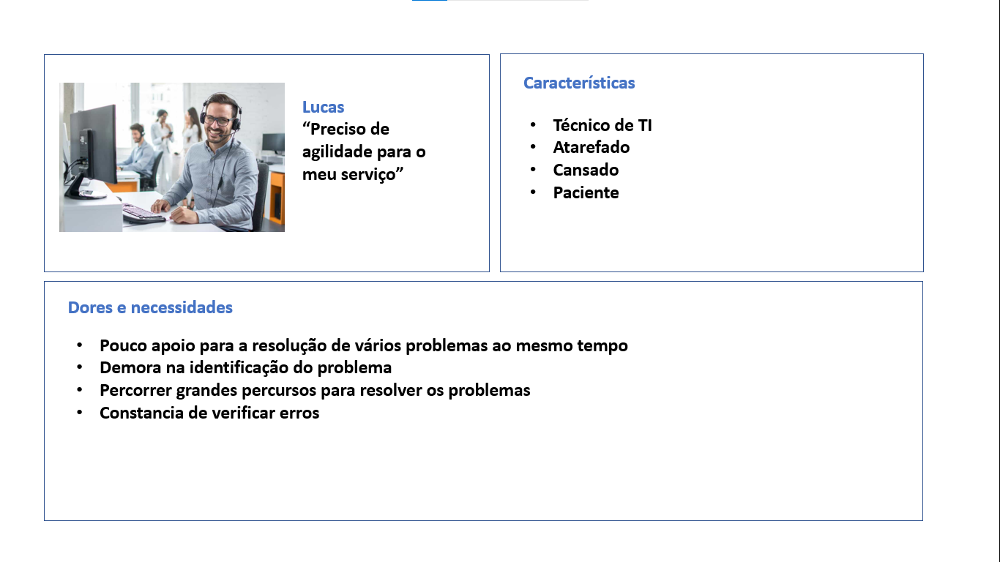 Lucas
“Preciso de
agilidade para o
meu serviço”
Características
• Técnico de TI
• Atarefado
• Cansado
• Paciente
Dores e necessidades
• Pouco apoio para a resolução de vários problemas ao mesmo tempo
• Demora na identificação do problema
• Percorrer grandes percursos para resolver os problemas
• Constancia de verificar erros